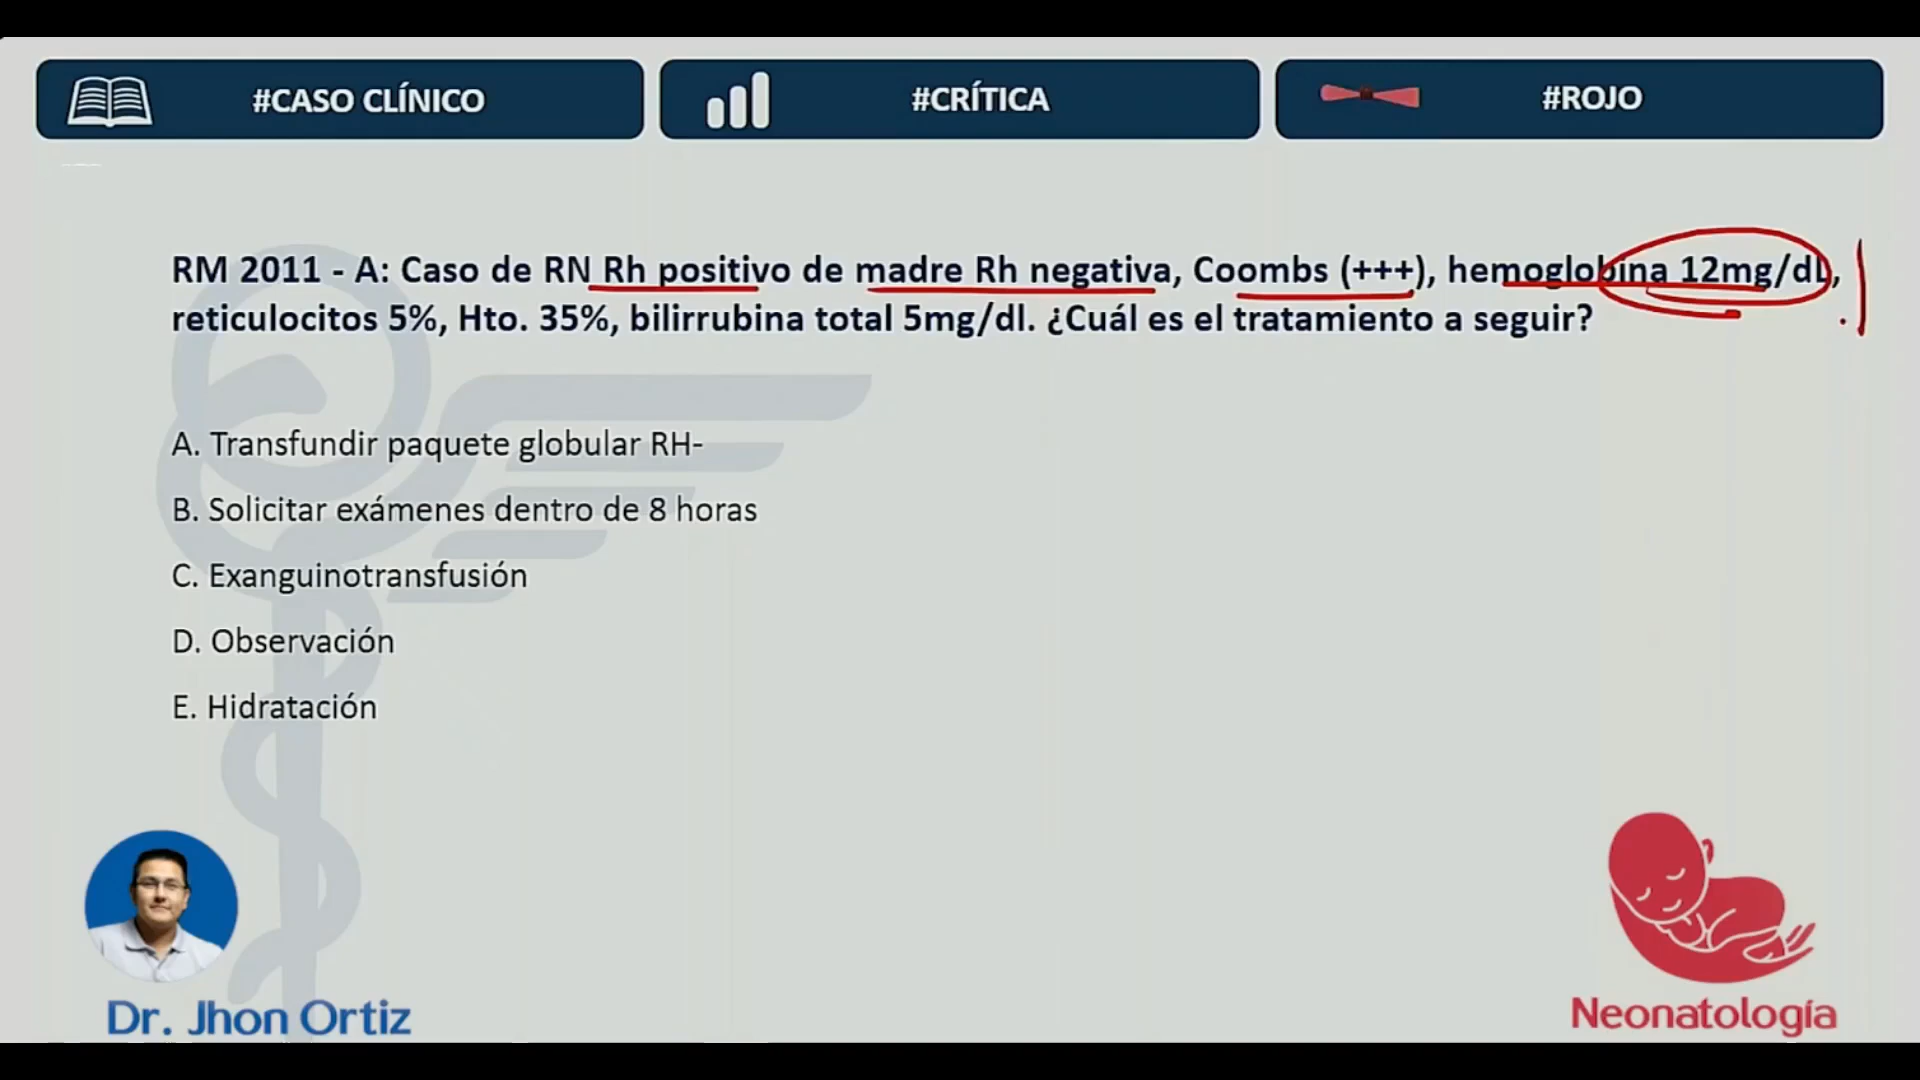 #CASO CLÍNICO
#CRÍTICA
#ROJO
RM 2011 - A: Caso de RN Rh positivo de madre Rh negativa, Coombs (+++), hemoglobina 12mg/dL,
reticulocitos 5%, Hto. 35%, bilirrubina total 5mg/dl. ¿Cuál es el tratamiento a seguir?
A. Transfundir paquete globular RH-
B. Solicitar exámenes dentro de 8 horas
C. Exanguinotransfusión
D. Observación
E. Hidratación
Dr. Jhon Ortiz
Neonatología